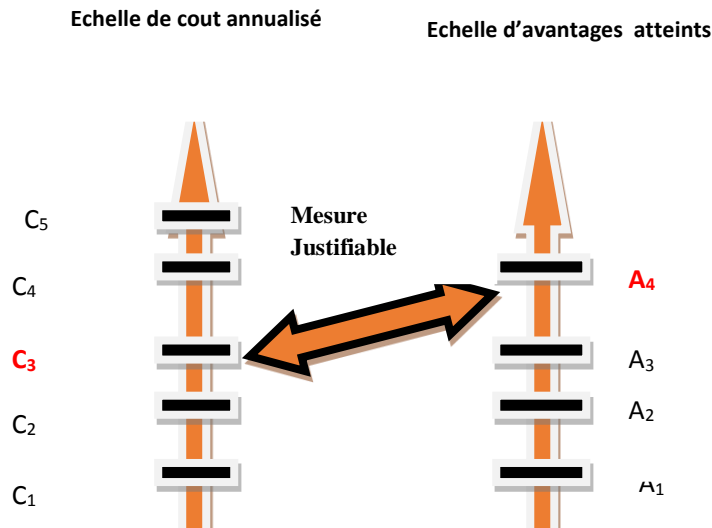 Echelle de cout annualisé
Echelle d'avantages atteints
Mesure
Justifiable
C₅
C₄
C₃
C₂
C₁
A₄
A₃
A₂
A₁